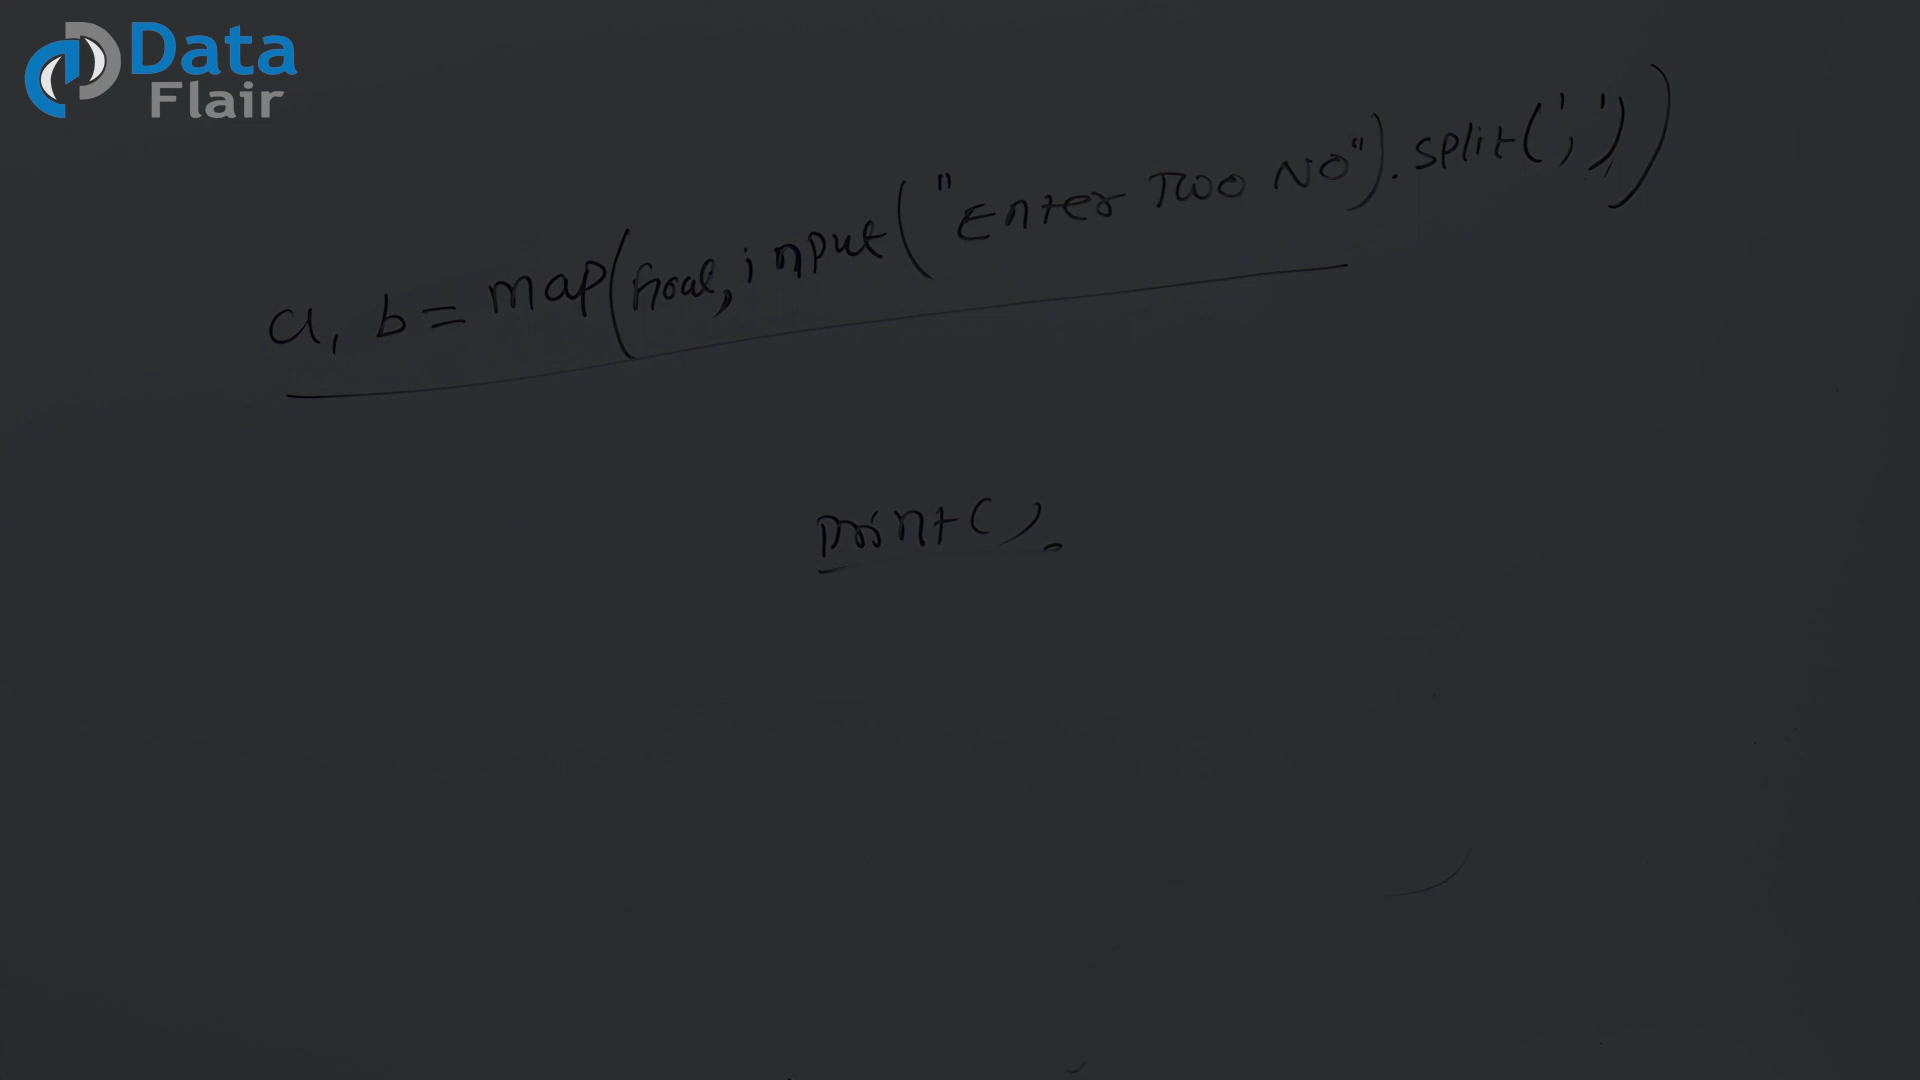 Data
Flair
a, b = map(float, input("Enter Two NO").split(','))
print()